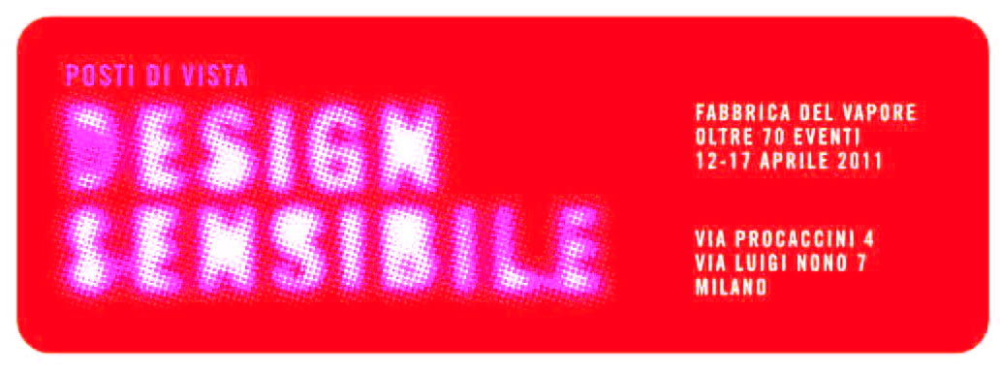 POSTI DI VISTA
DESIGN
SENSIBILE
FABBRICA DEL VAPORE
OLTRE 70 EVENTI
12-17 APRILE 2011
VIA PROCACCINI 4
VIA LUIGI NONO 7
MILANO